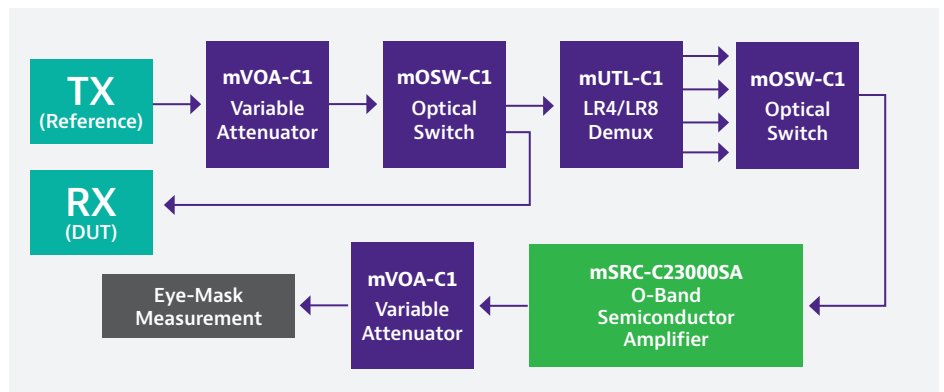 TX
(Reference)
mVOA-C1
Variable
Attenuator
mOSW-C1
Optical
Switch
mUTL-C1
LR4/LR8
Demux
mOSW-C1
Optical
Switch
RX
(DUT)
Eye-Mask
Measurement
mVOA-C1
Variable
Attenuator
mSRC-C23000SA
O-Band
Semiconductor
Amplifier